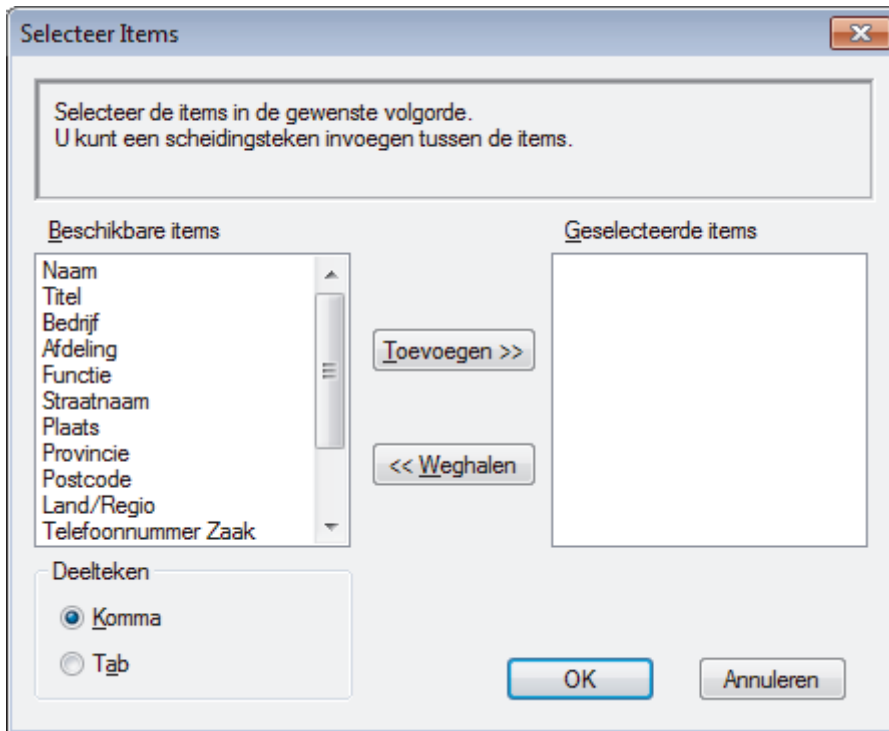 Selecteer Items
Selecteer de items in de gewenste volgorde.
U kunt een scheidingsteken invoegen tussen de items.
Beschikbare items
Naam
Titel
Bedrijf
Afdeling
Functie
Straatnaam
Plaats
Provincie
Postcode
Land/Regio
Telefoonnummer Zaak
Toevoegen >>
<< Weghalen
Geselecteerde items
Deelteken
Komma
Tab
OK
Annuleren